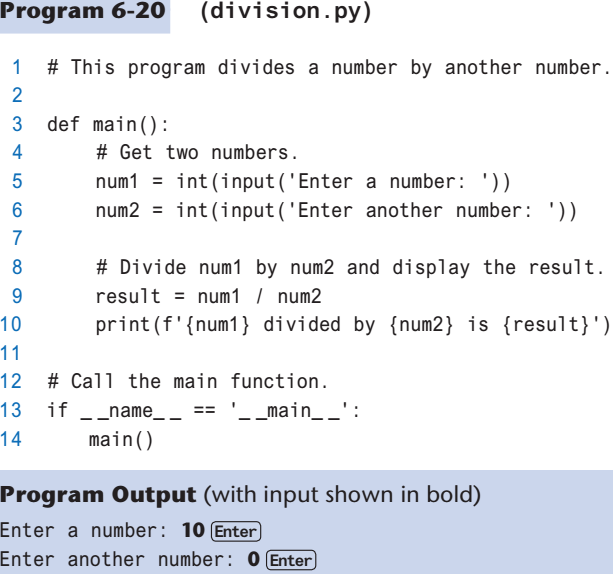 Program 6-20 (division.py)
1 # This program divides a number by another number.
2
3 def main():
4     # Get two numbers.
5     num1 = int(input('Enter a number: '))
6     num2 = int(input('Enter another number: '))
7
8     # Divide num1 by num2 and display the result.
9     result = num1 / num2
10     print(f'{num1} divided by {num2} is {result}')
11
12 # Call the main function.
13 if _ _name_ _ == '_ _main_ _':
14     main()
Program Output (with input shown in bold)
Enter a number: 10 Enter
Enter another number: 0 Enter